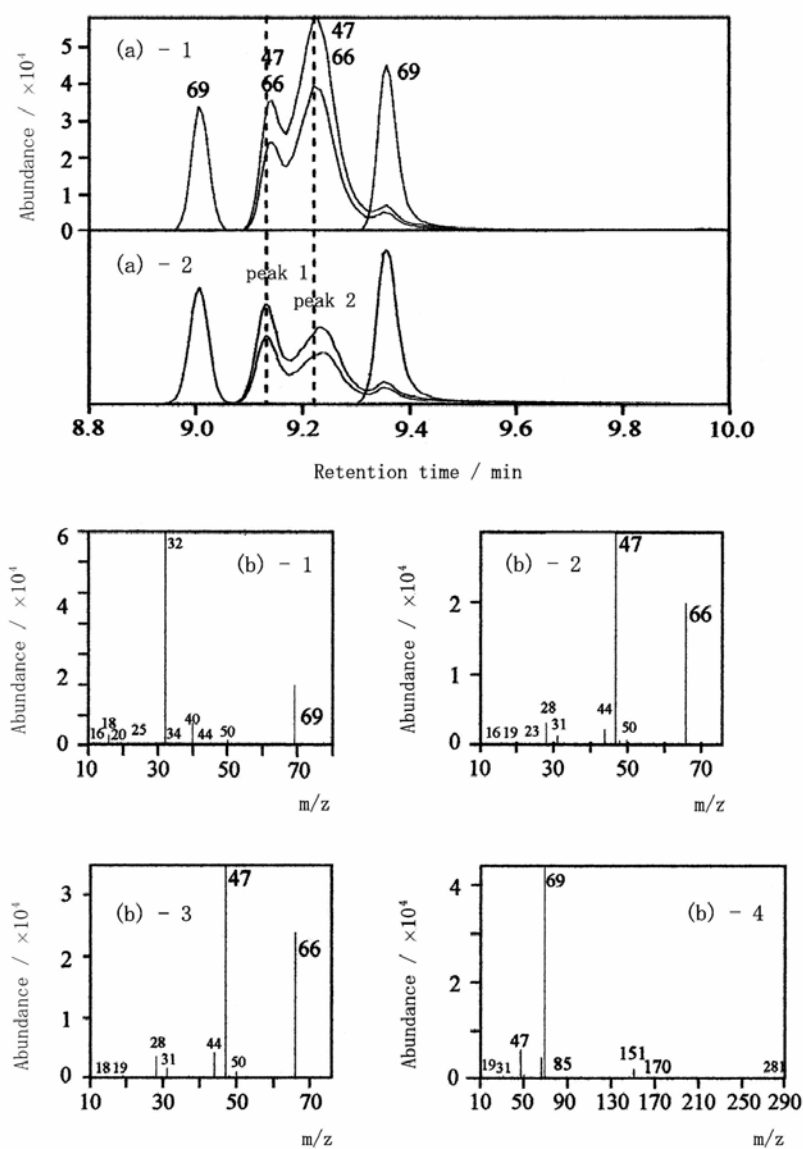 (a) - 1
Abundance / ×10⁴
5
4
3
2
1
0
69
47
66
47
66
69
(a) - 2
peak 1
peak 2
8.8 9.0 9.2 9.4 9.6 9.8 10.0
Retention time / min
(b) - 1
Abundance / ×10⁴
6
4
2
0
32
16 18 20 25 34 40 44 50 69
10 30 50 70
m/z
(b) - 2
Abundance / ×10⁴
2
1
0
47
66
16 19 23 28 31 44 50
10 30 50 70
m/z
(b) - 3
Abundance / ×10⁴
3
2
1
0
47
66
18 19 28 31 44 50
10 30 50 70
m/z
(b) - 4
Abundance / ×10⁴
4
2
0
69
19 31 47 85 151 170 281
10 50 90 130 170 210 250 290
m/z